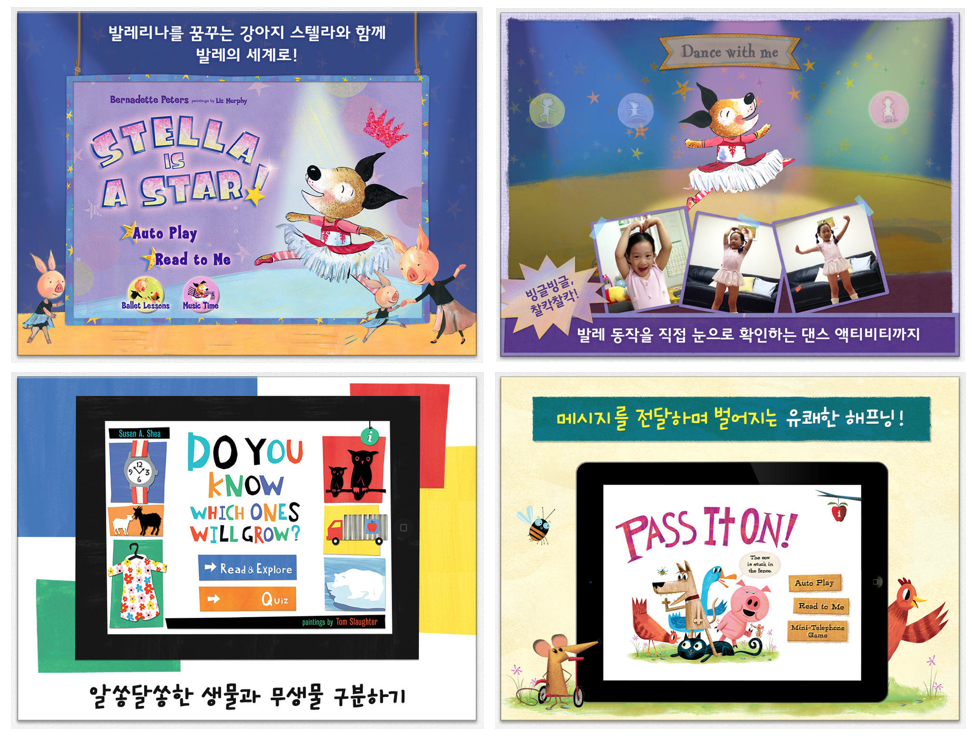 발레리나를 꿈꾸는 강아지 스텔라와 함께
발레의 세계로!
Bernadette Peters paintings by Liz Murphy
STELLA
IS
A STAR!
Auto Play
Read to Me
Ballet Lessons
Music Time
Dance with me
빙글빙글,
찰칵찰칵!
발레 동작을 직접 눈으로 확인하는 댄스 액티비티까지
Susan A. Shea
i
12
9
3
6
DO YOU
KNOW
WHICH ONES
WILL GROW?
Read & Explore
Quiz
paintings by Tom Slaughter
알쏭달쏭한 생물과 무생물 구분하기
메시지를 전달하며 벌어지는 유쾌한 해프닝!
i
PASS IT ON!
The cow
is stuck in
the fence.
Auto Play
Read to Me
Mini-Telephone
Game